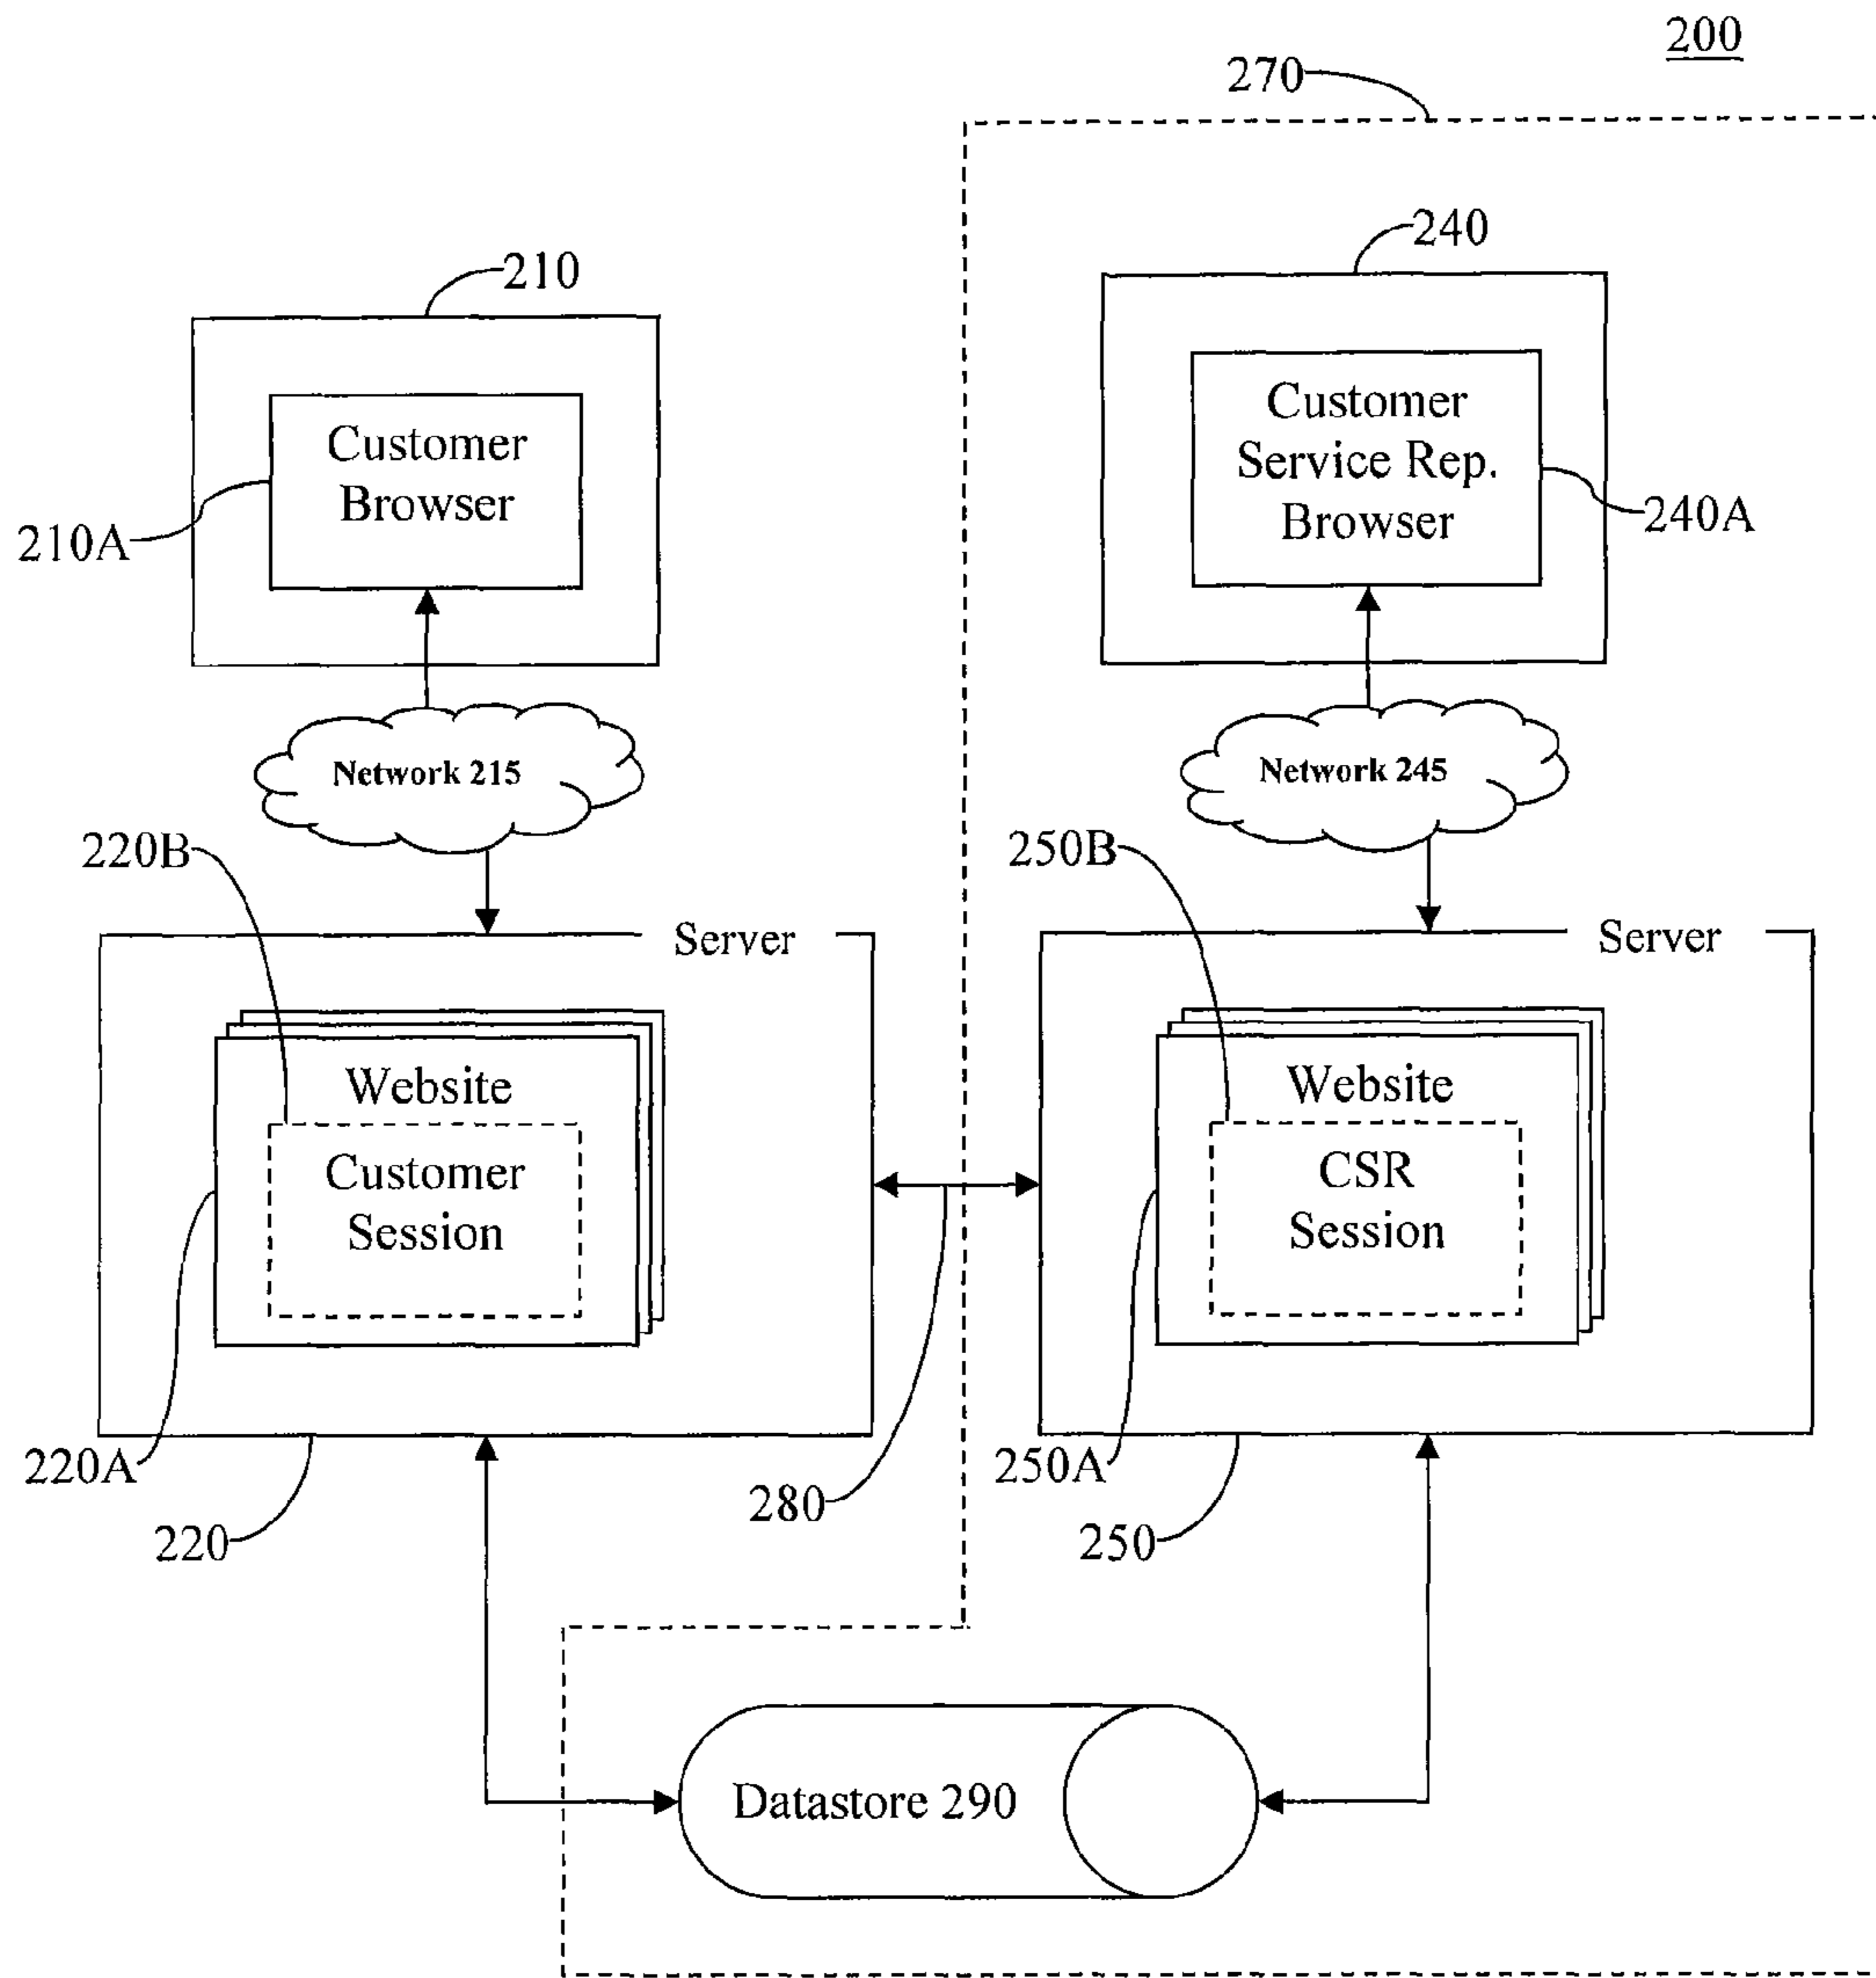 200
270
240
210
Customer
Browser
210A
Customer
Service Rep.
Browser
240A
Network 215
Network 245
220B
250B
Server
Server
Website
Customer
Session
Website
CSR
Session
220A
250A
280
220
250
Datastore 290